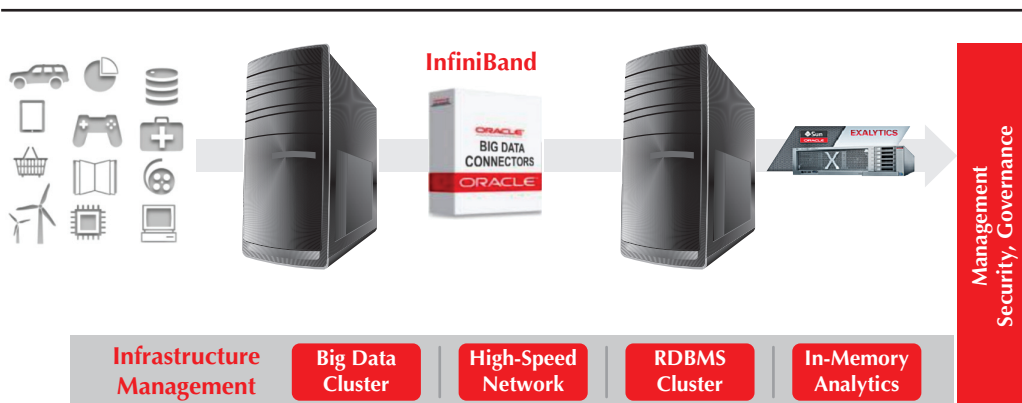 InfiniBand
ORACLE
BIG DATA
CONNECTORS
ORACLE
Sun
ORACLE
EXALYTICS
X
Management
Security, Governance
Infrastructure
Management
Big Data
Cluster
High-Speed
Network
RDBMS
Cluster
In-Memory
Analytics